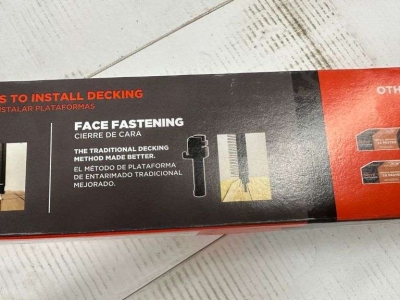 S TO INSTALL DECKING
NSTALAR PLATAFORMAS
FACE FASTENING
CIERRE DE CARA
THE TRADITIONAL DECKING
METHOD MADE BETTER.
EL MÉTODO DE PLATAFORMA
DE ENTARIMADO TRADICIONAL
MEJORADO.
OTH